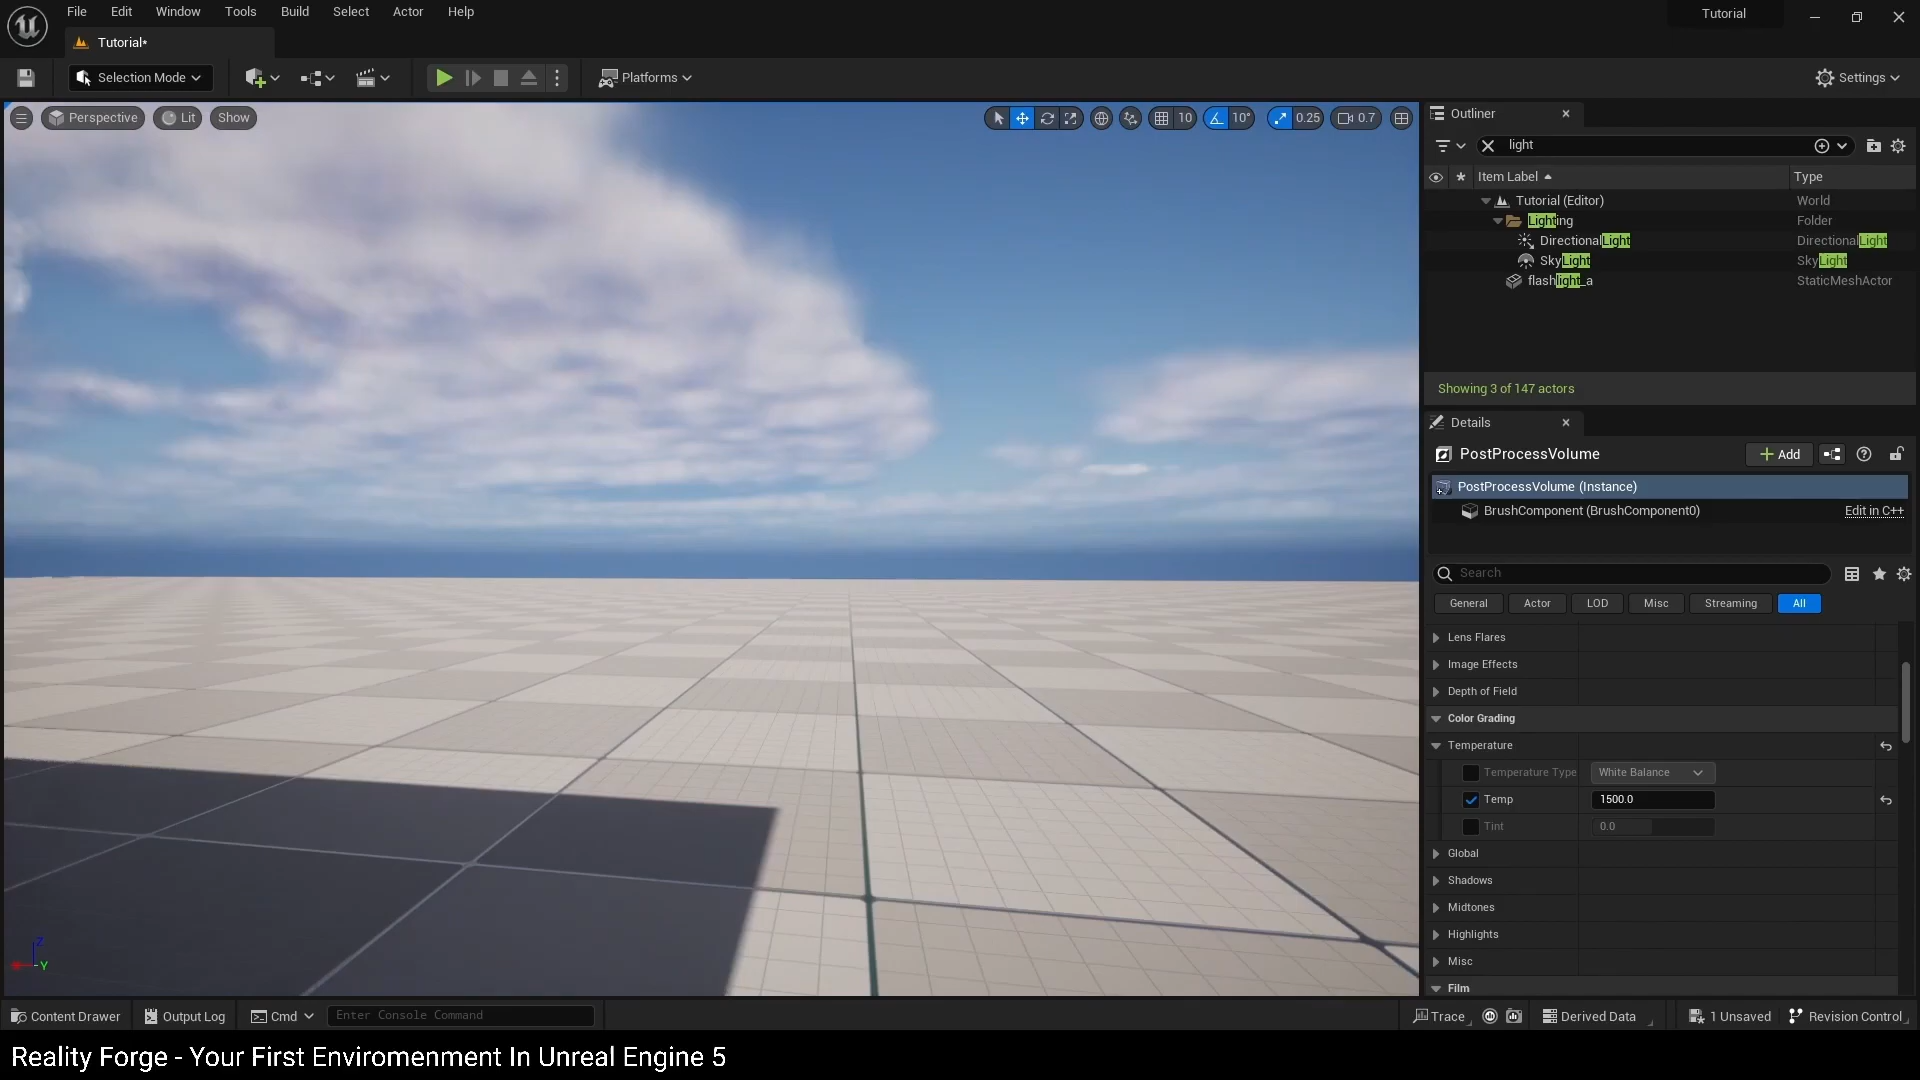 File Edit Window Tools Build Select Actor Help
Tutorial
Tutorial*
Selection Mode
Platforms
Settings
Perspective
Lit
Show
10
10°
0.25
0.7
Outliner
light
Item Label
Type
Tutorial (Editor)
World
Lighting
Folder
DirectionalLight
DirectionalLight
SkyLight
SkyLight
flashlight_a
StaticMeshActor
Showing 3 of 147 actors
Details
PostProcessVolume
Add
PostProcessVolume (Instance)
BrushComponent (BrushComponent0)
Edit in C++
Search
General
Actor
LOD
Misc
Streaming
All
Lens Flares
Image Effects
Depth of Field
Color Grading
Temperature
Temperature Type
White Balance
Temp
1500.0
Tint
0.0
Global
Shadows
Midtones
Highlights
Misc
Film
Z
Y
Content Drawer
Output Log
Cmd
Enter Console Command
Trace
Derived Data
1 Unsaved
Revision Control
Reality Forge - Your First Enviromenment In Unreal Engine 5